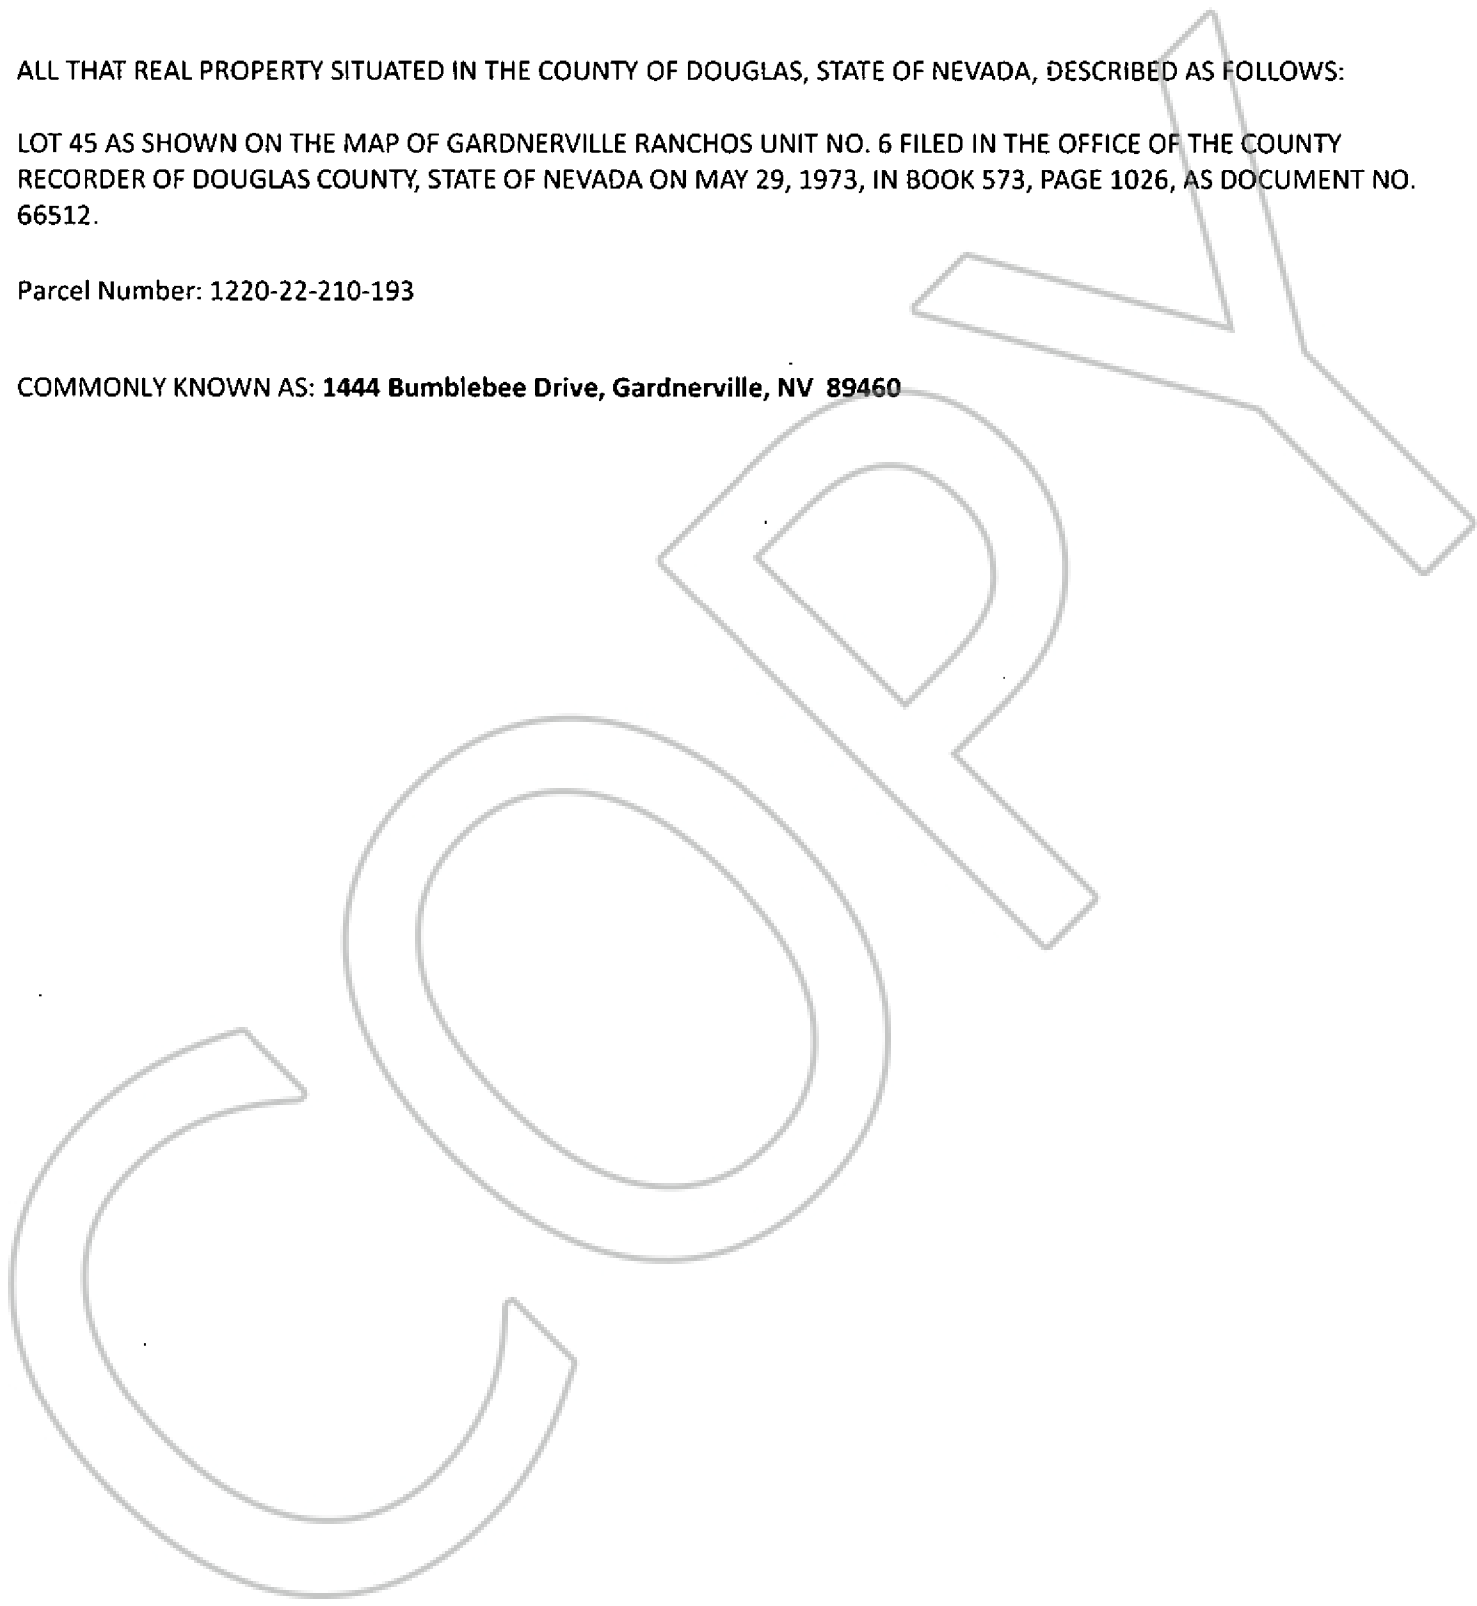 ALL THAT REAL PROPERTY SITUATED IN THE COUNTY OF DOUGLAS, STATE OF NEVADA, DESCRIBED AS FOLLOWS:
LOT 45 AS SHOWN ON THE MAP OF GARDNERVILLE RANCHOS UNIT NO. 6 FILED IN THE OFFICE OF THE COUNTY
RECORDER OF DOUGLAS COUNTY, STATE OF NEVADA ON MAY 29, 1973, IN BOOK 573, PAGE 1026, AS DOCUMENT NO.
66512.
Parcel Number: 1220-22-210-193
COMMONLY KNOWN AS: 1444 Bumblebee Drive, Gardnerville, NV  89460
COPY